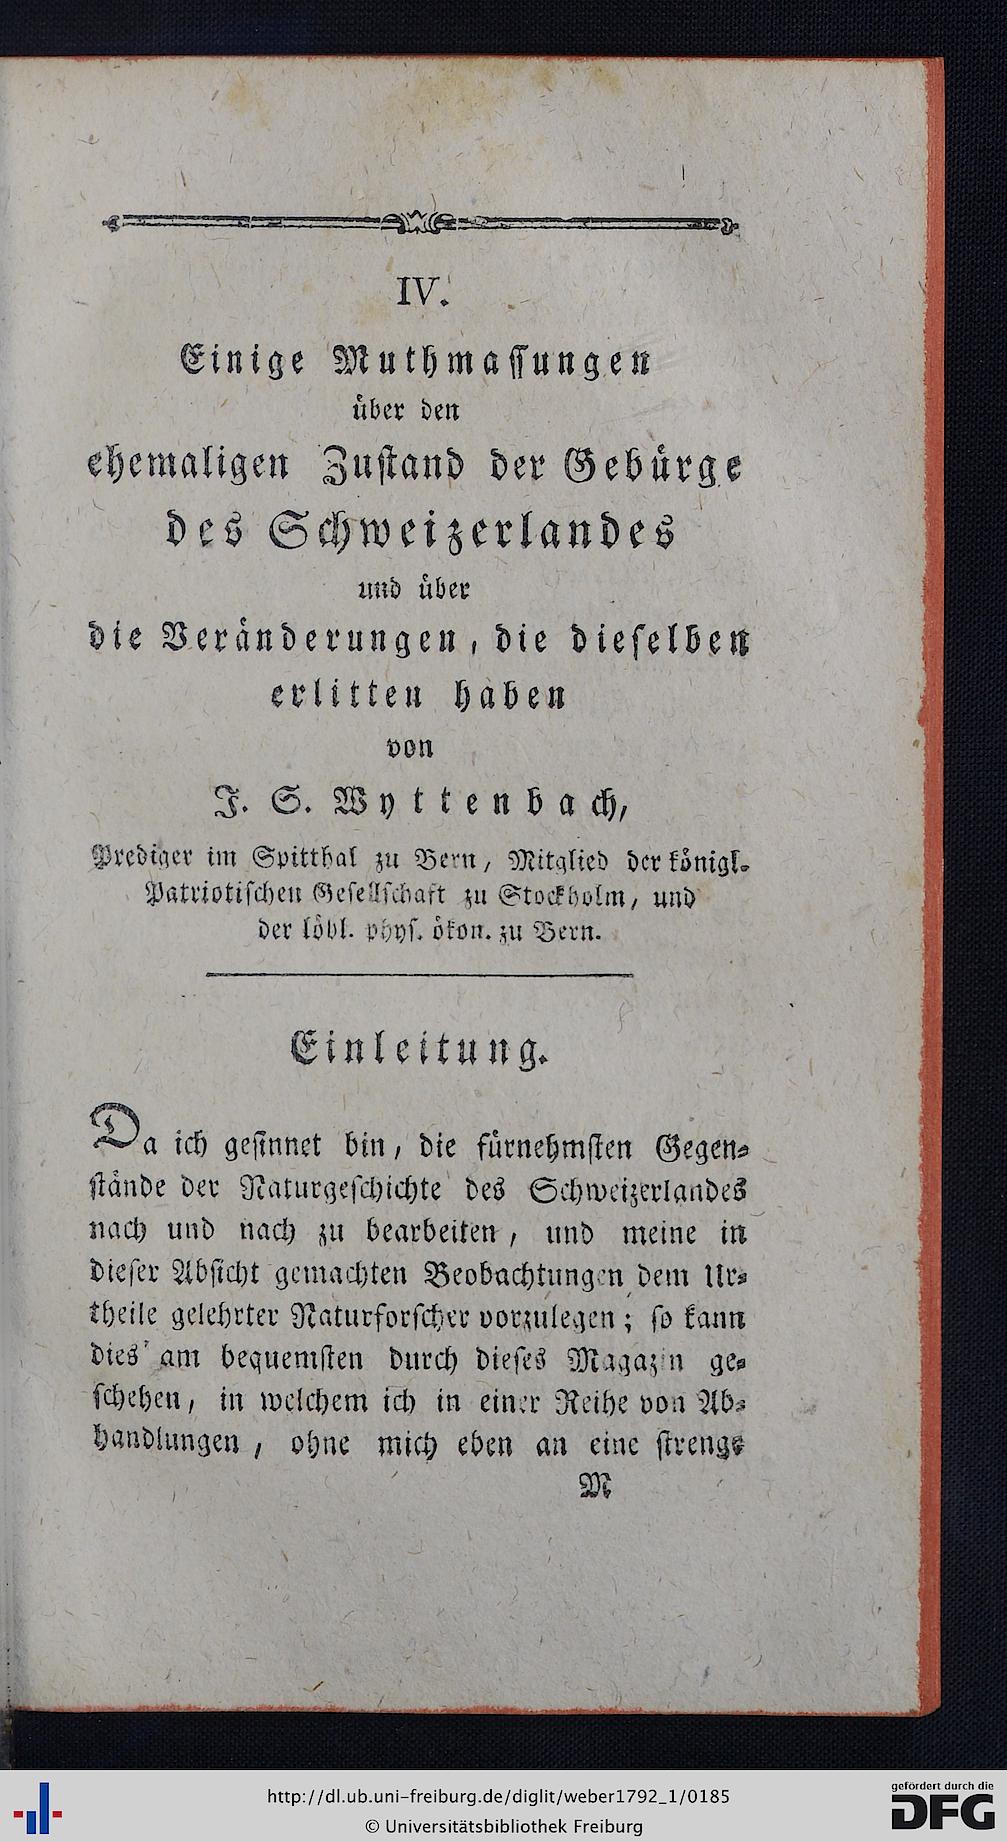 IV.
Einige Muthmaſſungen
über den
ehemaligen Zuſtand der Gebürge
des Schweizerlandes
und über
die Veränderungen, die dieſelben
erlitten haben
von
J. S. Wyttenbach,
Prediger im Spitthal zu Bern, Mitglied der königl.
Patriotiſchen Geſellſchaft zu Stockholm, und
der löbl. phyſ. ökon. zu Bern.
Einleitung.
Da ich geſinnet bin, die fürnehmſten Gegen-
ſtände der Naturgeſchichte des Schweizerlandes
nach und nach zu bearbeiten, und meine in
dieſer Abſicht gemachten Beobachtungen dem Ur-
theile gelehrter Naturforſcher vorzulegen; ſo kann
dies' am bequemſten durch dieſes Magazin ge-
ſchehen, in welchem ich in einer Reihe von Ab-
handlungen, ohne mich eben an eine ſtrenge
M
http://dl.ub.uni-freiburg.de/diglit/weber1792_1/0185
© Universitätsbibliothek Freiburg
gefördert durch die
DFG